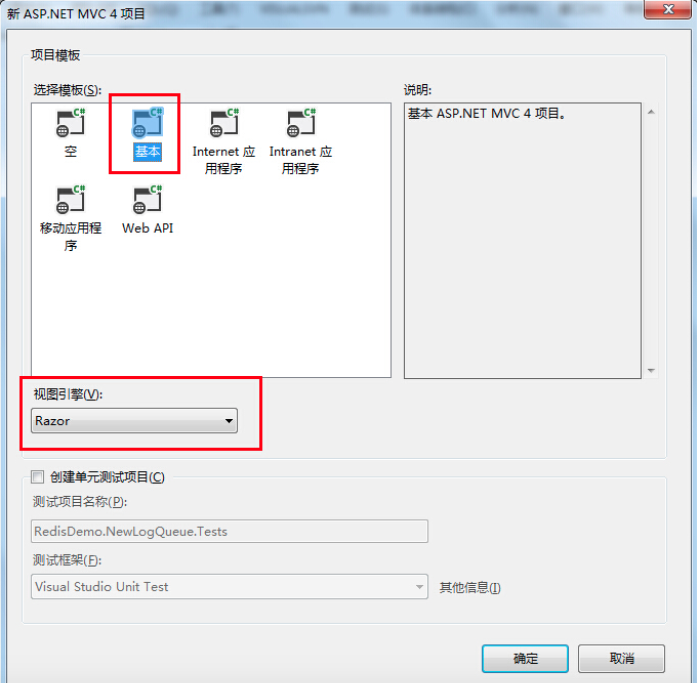 新 ASP.NET MVC 4 项目
项目模板
选择模板(S):
说明:
C#
C#
C#
C#
空
基本
Internet 应
用程序
Intranet 应
用程序
C#
C#
移动应用程
序
Web API
基本 ASP.NET MVC 4 项目。
视图引擎(V):
Razor
创建单元测试项目(C)
测试项目名称(P):
RedisDemo.NewLogQueue.Tests
测试框架(F):
Visual Studio Unit Test
其他信息(I)
确定
取消